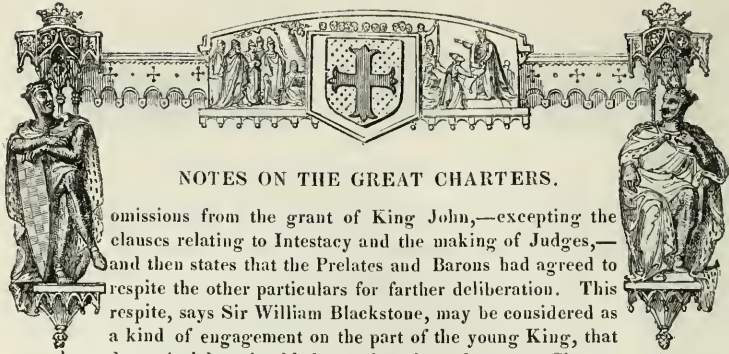 NOTES ON THE GREAT CHARTERS.
omissions from the grant of King John,—excepting the
clauses relating to Intestacy and the making of Judges,—
and then states that the Prelates and Barons had agreed to
respite the other particulars for farther deliberation. This
respite, says Sir William Blackstone, may be considered as
a kind of engagement on the part of the young King, that